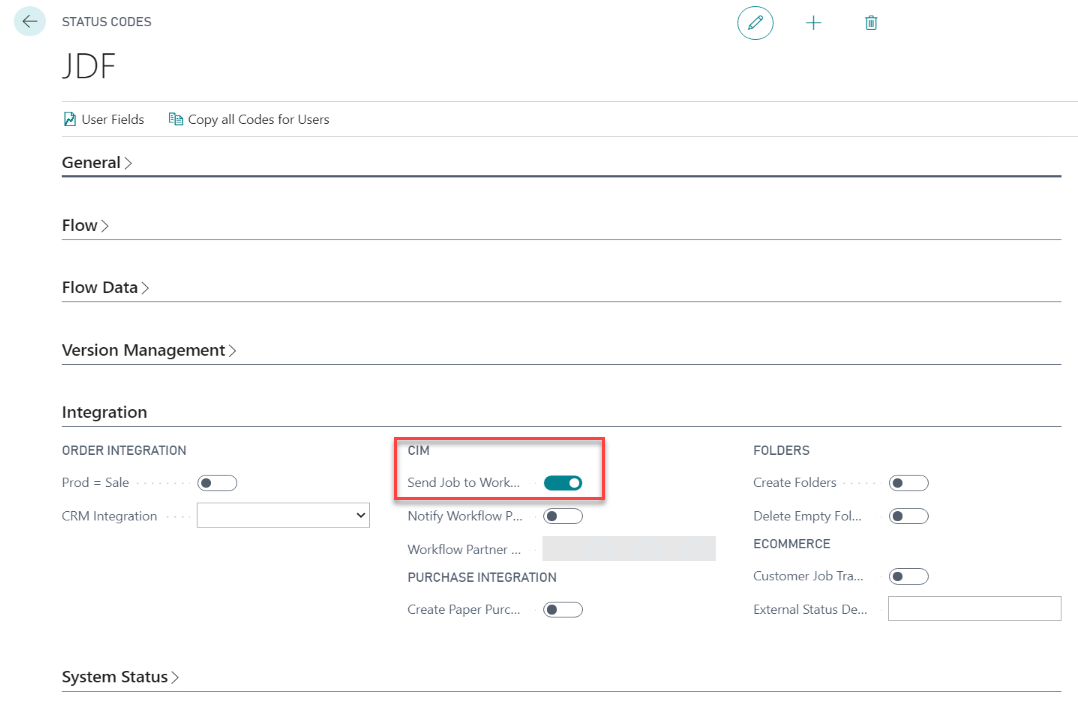 STATUS CODES
JDF
User Fields
Copy all Codes for Users
General
Flow
Flow Data
Version Management
Integration
ORDER INTEGRATION
Prod = Sale
CRM Integration
CIM
Send Job to Work...
Notify Workflow P...
Workflow Partner ...
PURCHASE INTEGRATION
Create Paper Purc...
FOLDERS
Create Folders
Delete Empty Fol...
ECOMMERCE
Customer Job Tra...
External Status De...
System Status